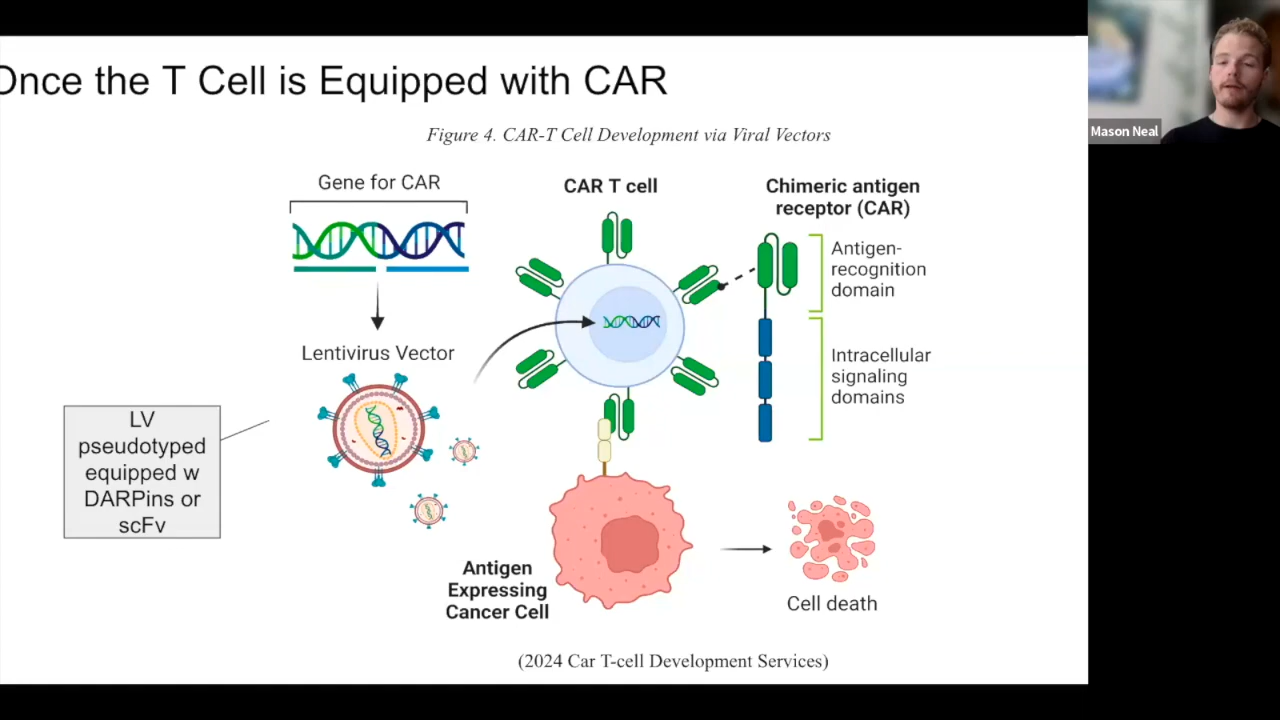 Once the T Cell is Equipped with CAR
Mason Neal
Figure 4. CAR-T Cell Development via Viral Vectors
Gene for CAR
CAR T cell
Chimeric antigen
receptor (CAR)
Antigen-
recognition
domain
Lentivirus Vector
Intracellular
signaling
domains
LV
pseudotyped
equipped w
DARPins or
scFv
Antigen
Expressing
Cancer Cell
Cell death
(2024 Car T-cell Development Services)